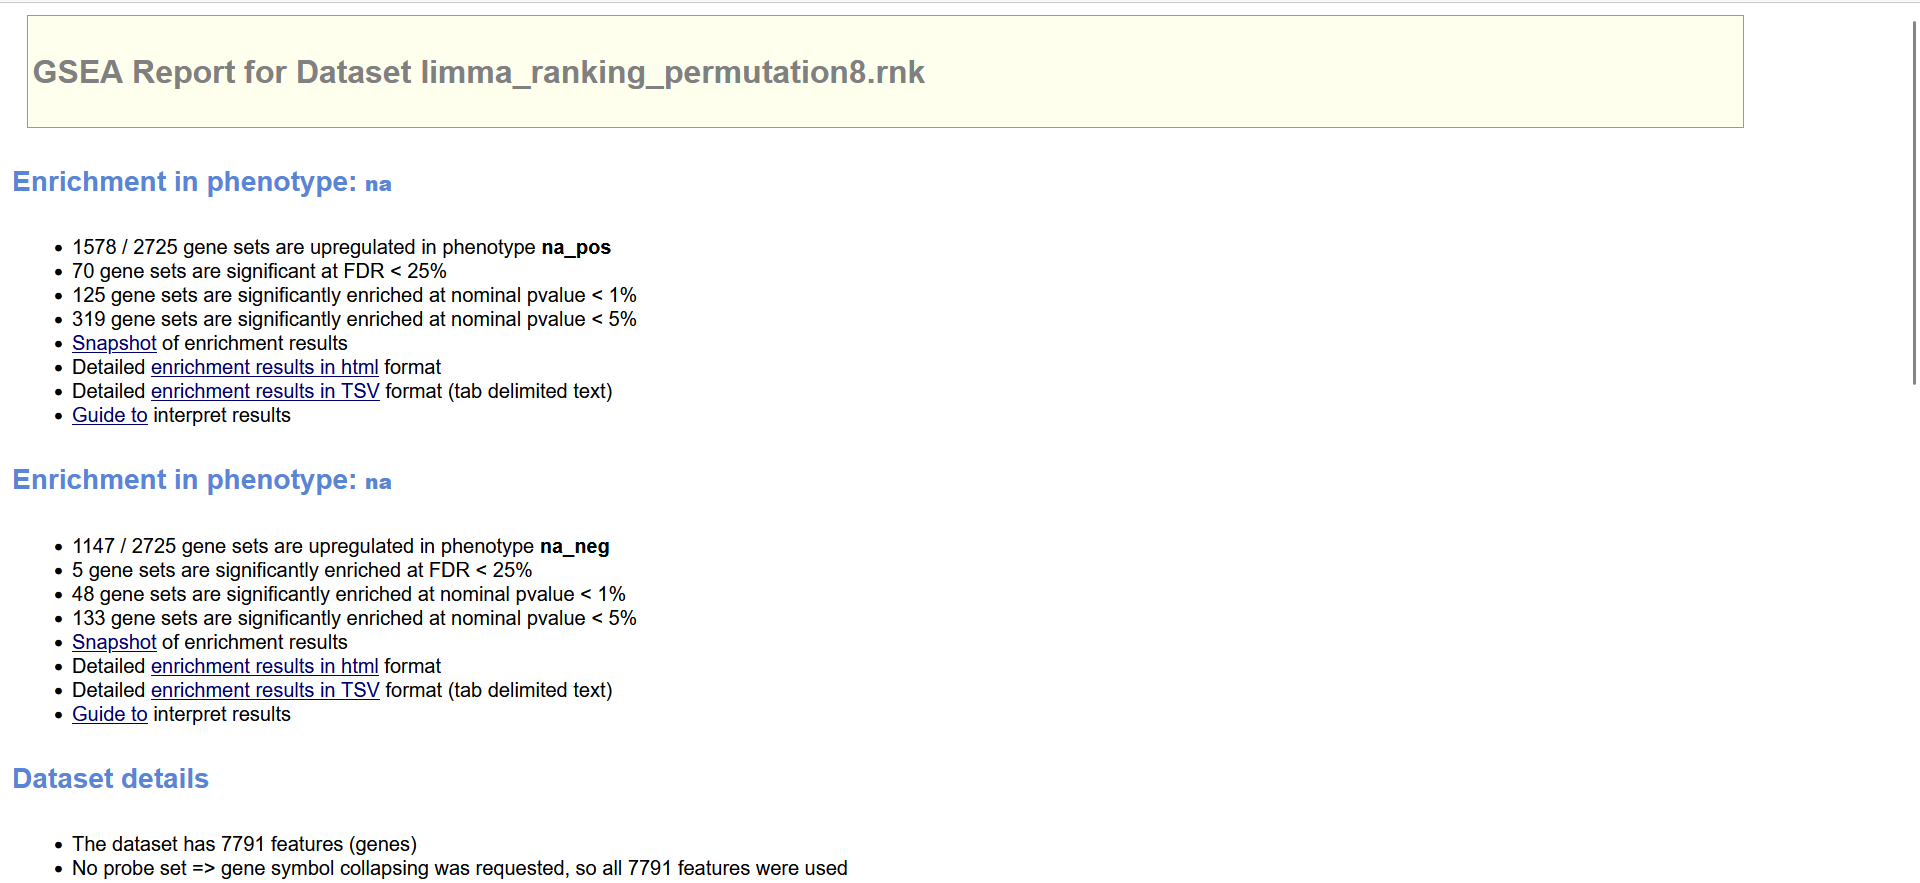 GSEA Report for Dataset limma_ranking_permutation8.rnk
Enrichment in phenotype: na
1578 / 2725 gene sets are upregulated in phenotype na_pos
70 gene sets are significant at FDR < 25%
125 gene sets are significantly enriched at nominal pvalue < 1%
319 gene sets are significantly enriched at nominal pvalue < 5%
Snapshot of enrichment results
Detailed enrichment results in html format
Detailed enrichment results in TSV format (tab delimited text)
Guide to interpret results
Enrichment in phenotype: na
1147 / 2725 gene sets are upregulated in phenotype na_neg
5 gene sets are significantly enriched at FDR < 25%
48 gene sets are significantly enriched at nominal pvalue < 1%
133 gene sets are significantly enriched at nominal pvalue < 5%
Snapshot of enrichment results
Detailed enrichment results in html format
Detailed enrichment results in TSV format (tab delimited text)
Guide to interpret results
Dataset details
The dataset has 7791 features (genes)
No probe set => gene symbol collapsing was requested, so all 7791 features were used